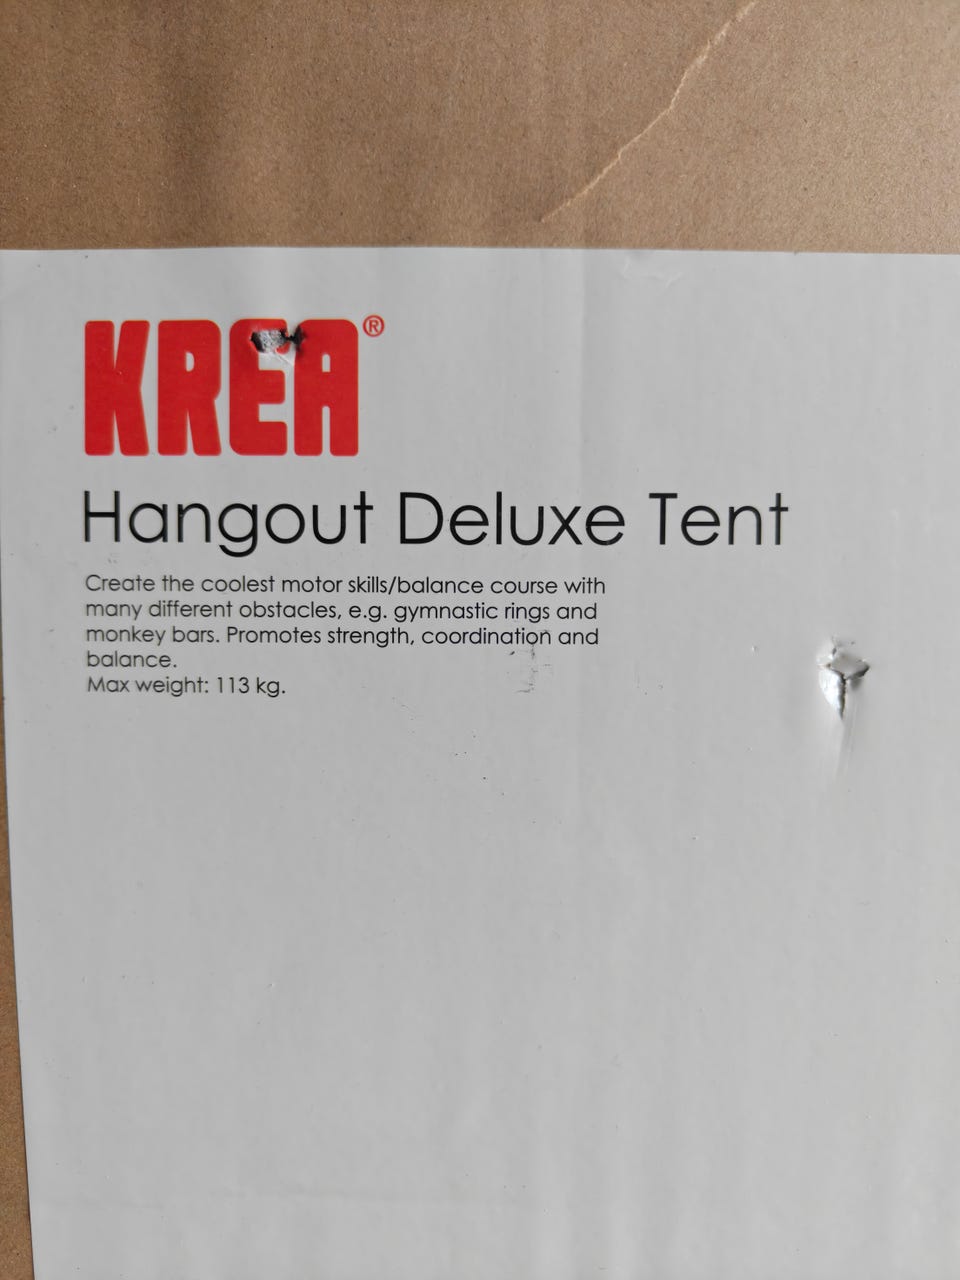 KREA®
Hangout Deluxe Tent
Create the coolest motor skills/balance course with
many different obstacles, e.g. gymnastic rings and
monkey bars. Promotes strength, coordination and
balance.
Max weight: 113 kg.